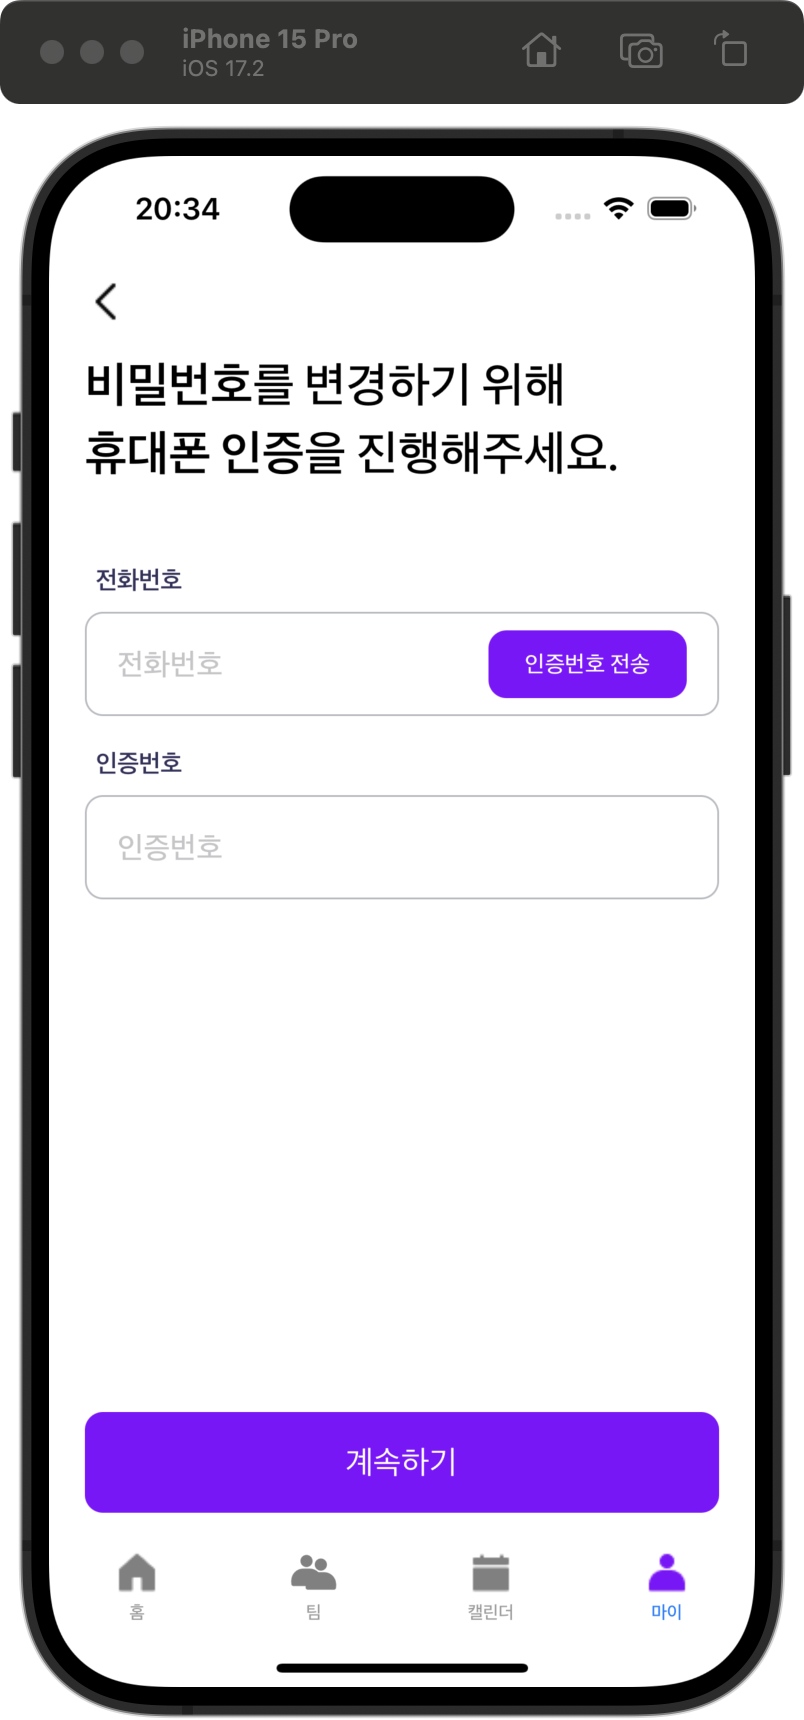 iPhone 15 Pro
iOS 17.2
20:34
비밀번호를 변경하기 위해
휴대폰 인증을 진행해주세요.
전화번호
전화번호
인증번호 전송
인증번호
인증번호
계속하기
홈
팀
캘린더
마이